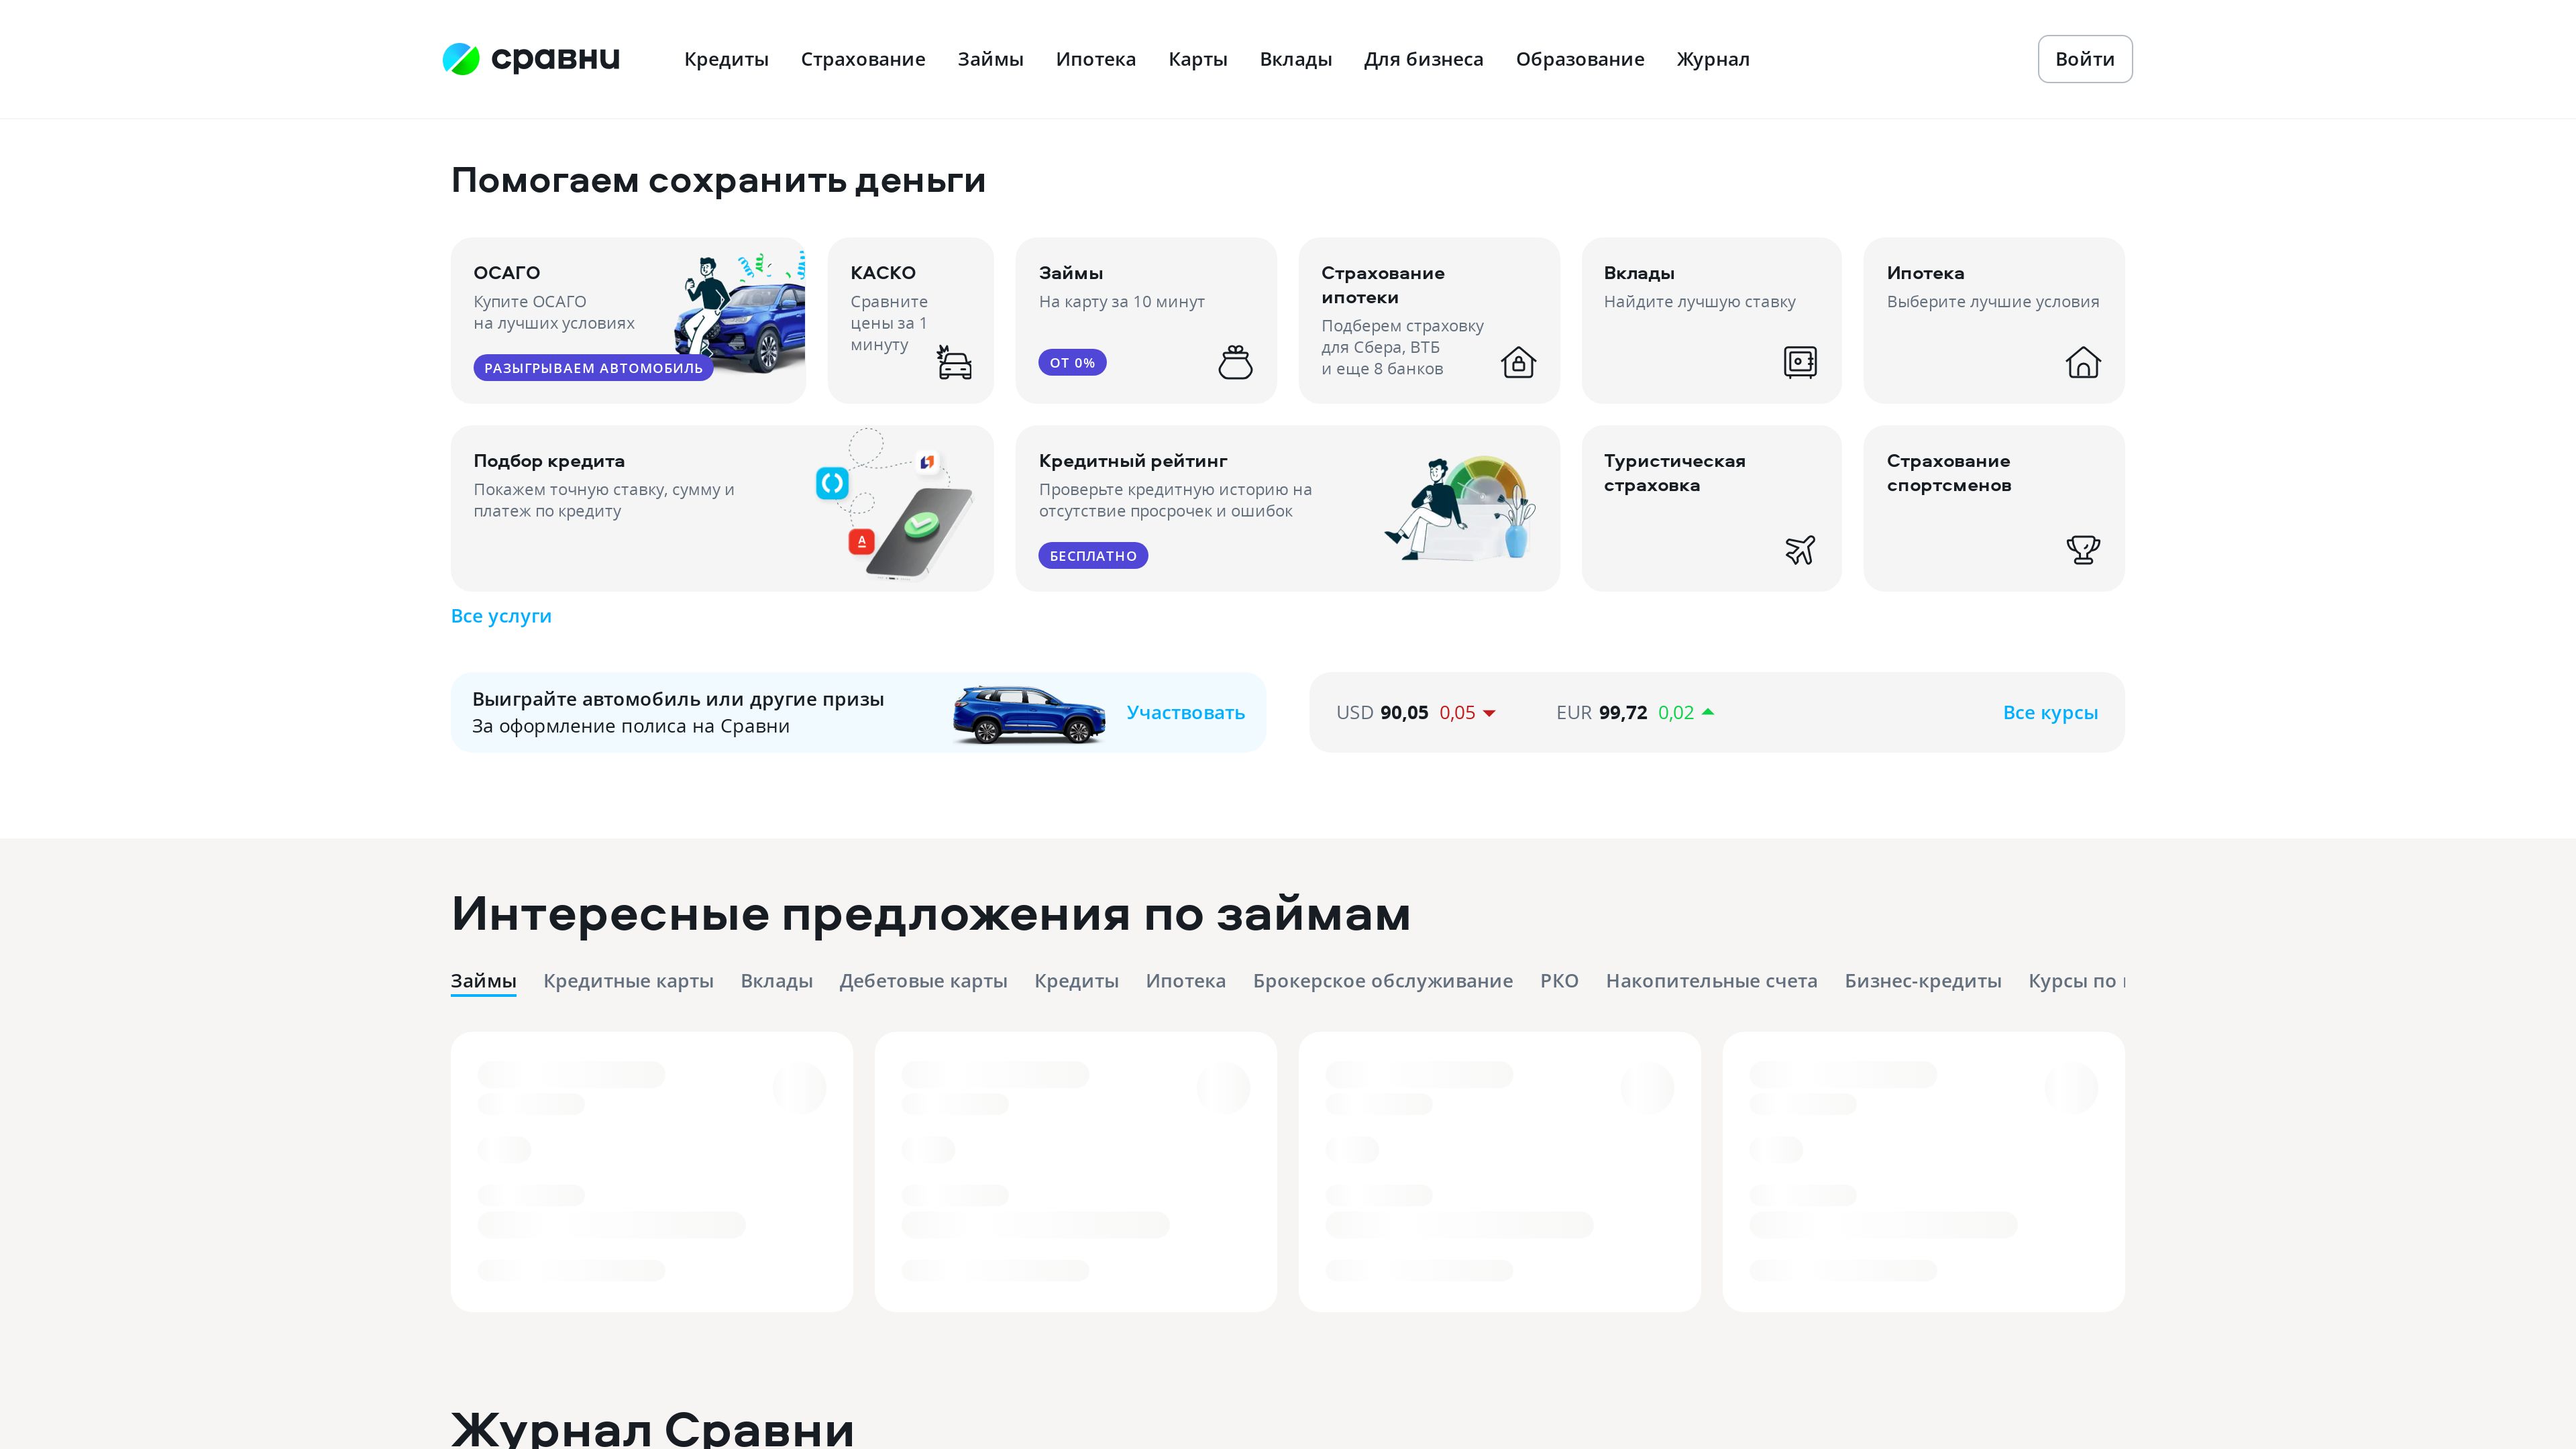 сравни Кредиты Страхование Займы Ипотека Карты Вклады Для бизнеса Образование Журнал Войти
Помогаем сохранить деньги
ОСАГО
Купите ОСАГО
на лучших условиях
РАЗЫГРЫВАЕМ АВТОМОБИЛЬ
КАСКО
Сравните
цены за 1
минуту
Займы
На карту за 10 минут
ОТ 0%
Страхование
ипотеки
Подберем страховку
для Сбера, ВТБ
и еще 8 банков
Вклады
Найдите лучшую ставку
Ипотека
Выберите лучшие условия
Подбор кредита
Покажем точную ставку, сумму и
платеж по кредиту
А
Кредитный рейтинг
Проверьте кредитную историю на
отсутствие просрочек и ошибок
БЕСПЛАТНО
Туристическая
страховка
Страхование
спортсменов
Все услуги
Выиграйте автомобиль или другие призы
За оформление полиса на Сравни
Участвовать
USD 90,05 0,05 EUR 99,72 0,02 Все курсы
Интересные предложения по займам
Займы Кредитные карты Вклады Дебетовые карты Кредиты Ипотека Брокерское обслуживание РКО Накопительные счета Бизнес-кредиты Курсы по
Журнал Сравни